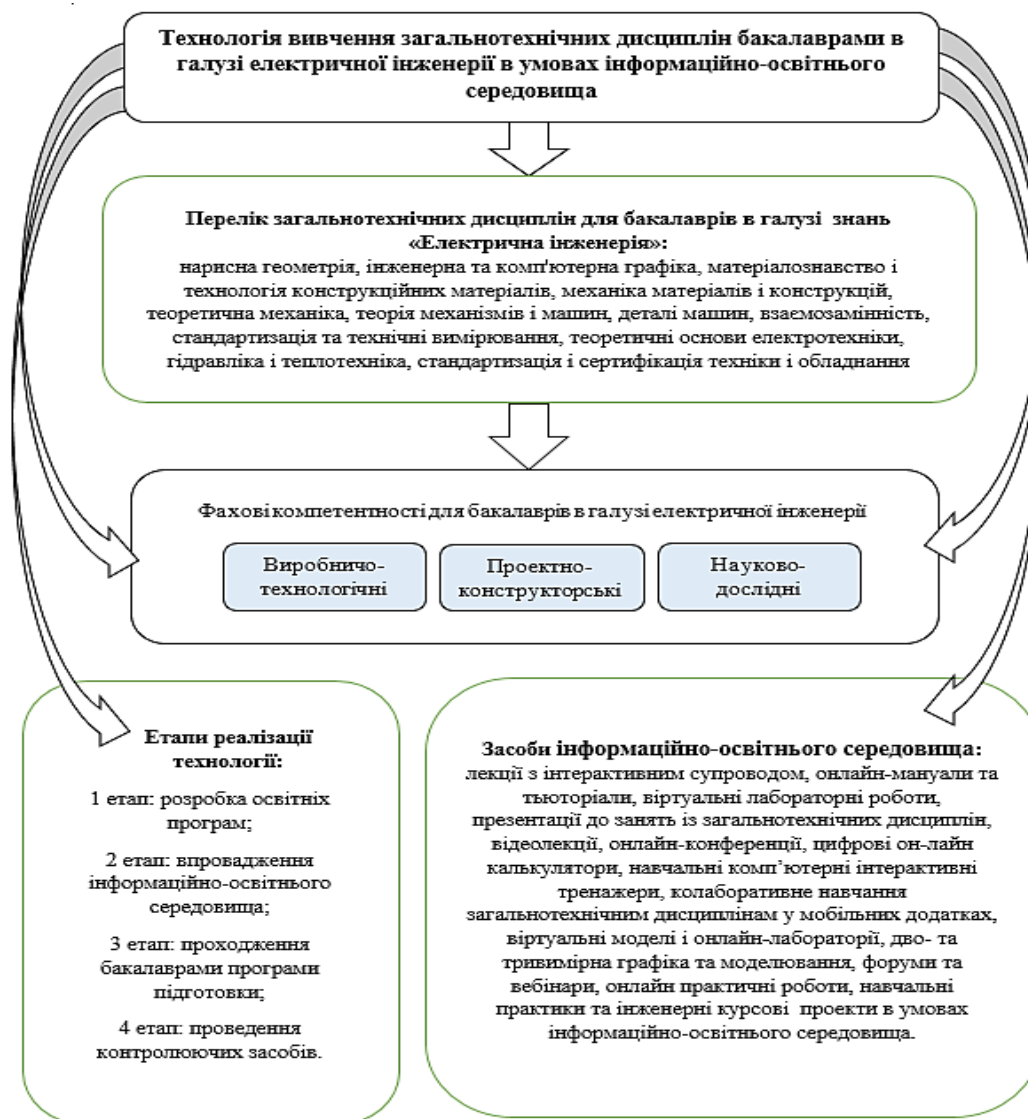 Технологія вивчення загальнотехнічних дисциплін бакалаврами в
галузі електричної інженерії в умовах інформаційно-освітнього
середовища
Перелік загальнотехнічних дисциплін для бакалаврів в галузі знань
«Електрична інженерія»:
нарисна геометрія, інженерна та комп'ютерна графіка, матеріалознавство і
технологія конструкційних матеріалів, механіка матеріалів і конструкцій,
теоретична механіка, теорія механізмів і машин, деталі машин, взаємозамінність,
стандартизація та технічні вимірювання, теоретичні основи електротехніки,
гідравліка і теплотехніка, стандартизація і сертифікація техніки і обладнання
Фахові компетентності для бакалаврів в галузі електричної інженерії
Виробничо-
технологічні
Проектно-
конструкторські
Науково-
дослідні
Етапи реалізації
технології:
1 етап: розробка освітніх
програм;
2 етап: впровадження
інформаційно-освітнього
середовища;
3 етап: проходження
бакалаврами програми
підготовки;
4 етап: проведення
контролюючих засобів.
Засоби інформаційно-освітнього середовища:
лекції з інтерактивним супроводом, онлайн-мануали та
тьюторіали, віртуальні лабораторні роботи,
презентації до занять із загальнотехнічних дисциплін,
відеолекції, онлайн-конференції, цифрові он-лайн
калькулятори, навчальні комп’ютерні інтерактивні
тренажери, колаборативне навчання
загальнотехнічним дисциплінам у мобільних додатках,
віртуальні моделі і онлайн-лабораторії, дво- та
тривимірна графіка та моделювання, форуми та
вебінари, онлайн практичні роботи, навчальні
практики та інженерні курсові проекти в умовах
інформаційно-освітнього середовища.